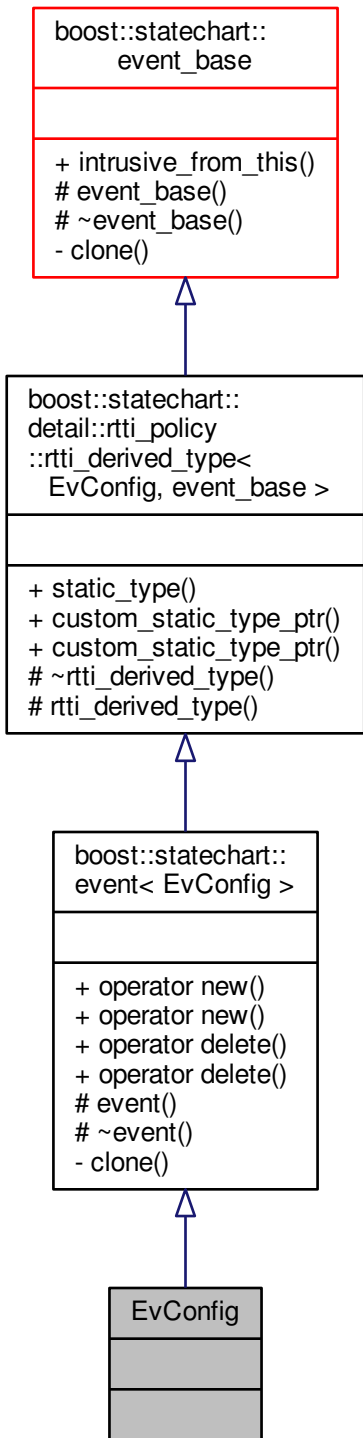 boost::statechart::
event_base
+ intrusive_from_this()
# event_base()
# ~event_base()
- clone()
boost::statechart::
detail::rtti_policy
::rtti_derived_type<
EvConfig, event_base >
+ static_type()
+ custom_static_type_ptr()
+ custom_static_type_ptr()
# ~rtti_derived_type()
# rtti_derived_type()
boost::statechart::
event< EvConfig >
+ operator new()
+ operator new()
+ operator delete()
+ operator delete()
# event()
# ~event()
- clone()
EvConfig